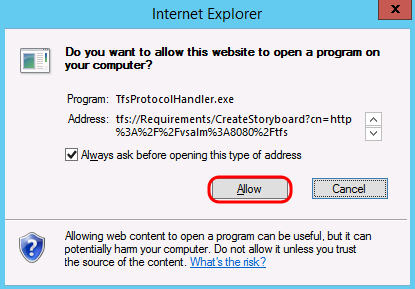 Internet Explorer
x
Do you want to allow this website to open a program on
your computer?
Program: TfsProtocolHandler.exe
Address: tfs://Requirements/CreateStoryboard?cn=http
%3A%2F%2Fvsalm%3A8080%2Ftfs
Always ask before opening this type of address
Allow Cancel
Allowing web content to open a program can be useful, but it can
potentially harm your computer. Do not allow it unless you trust
the source of the content. What's the risk?